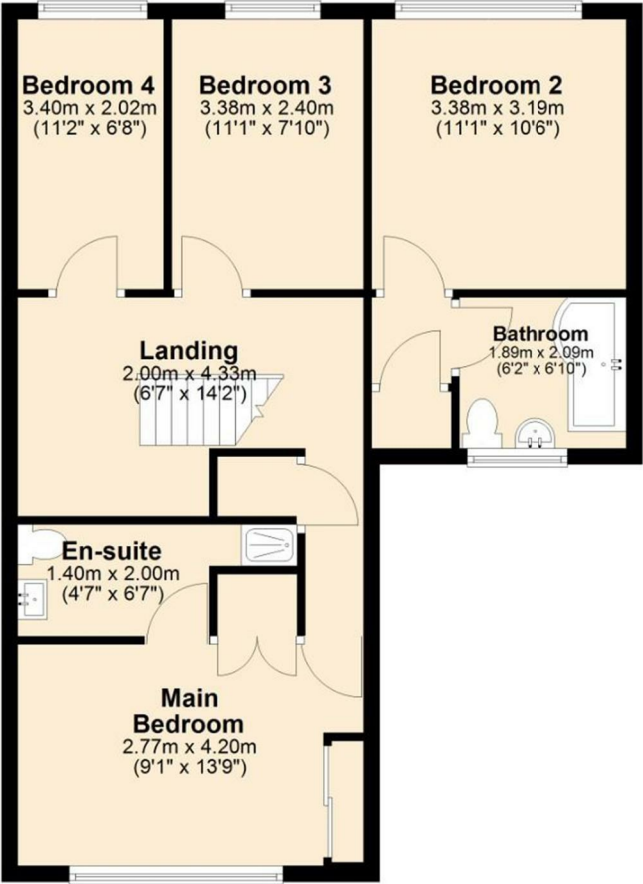 Bedroom 4
3.40m x 2.02m
(11'2" x 6'8")
Bedroom 3
3.38m x 2.40m
(11'1" x 7'10")
Bedroom 2
3.38m x 3.19m
(11'1" x 10'6")
Landing
2.00m x 4.33m
(6'7" x 14'2")
Bathroom
1.89m x 2.09m
(6'2" x 6'10")
En-suite
1.40m x 2.00m
(4'7" x 6'7")
Main
Bedroom
2.77m x 4.20m
(9'1" x 13'9")